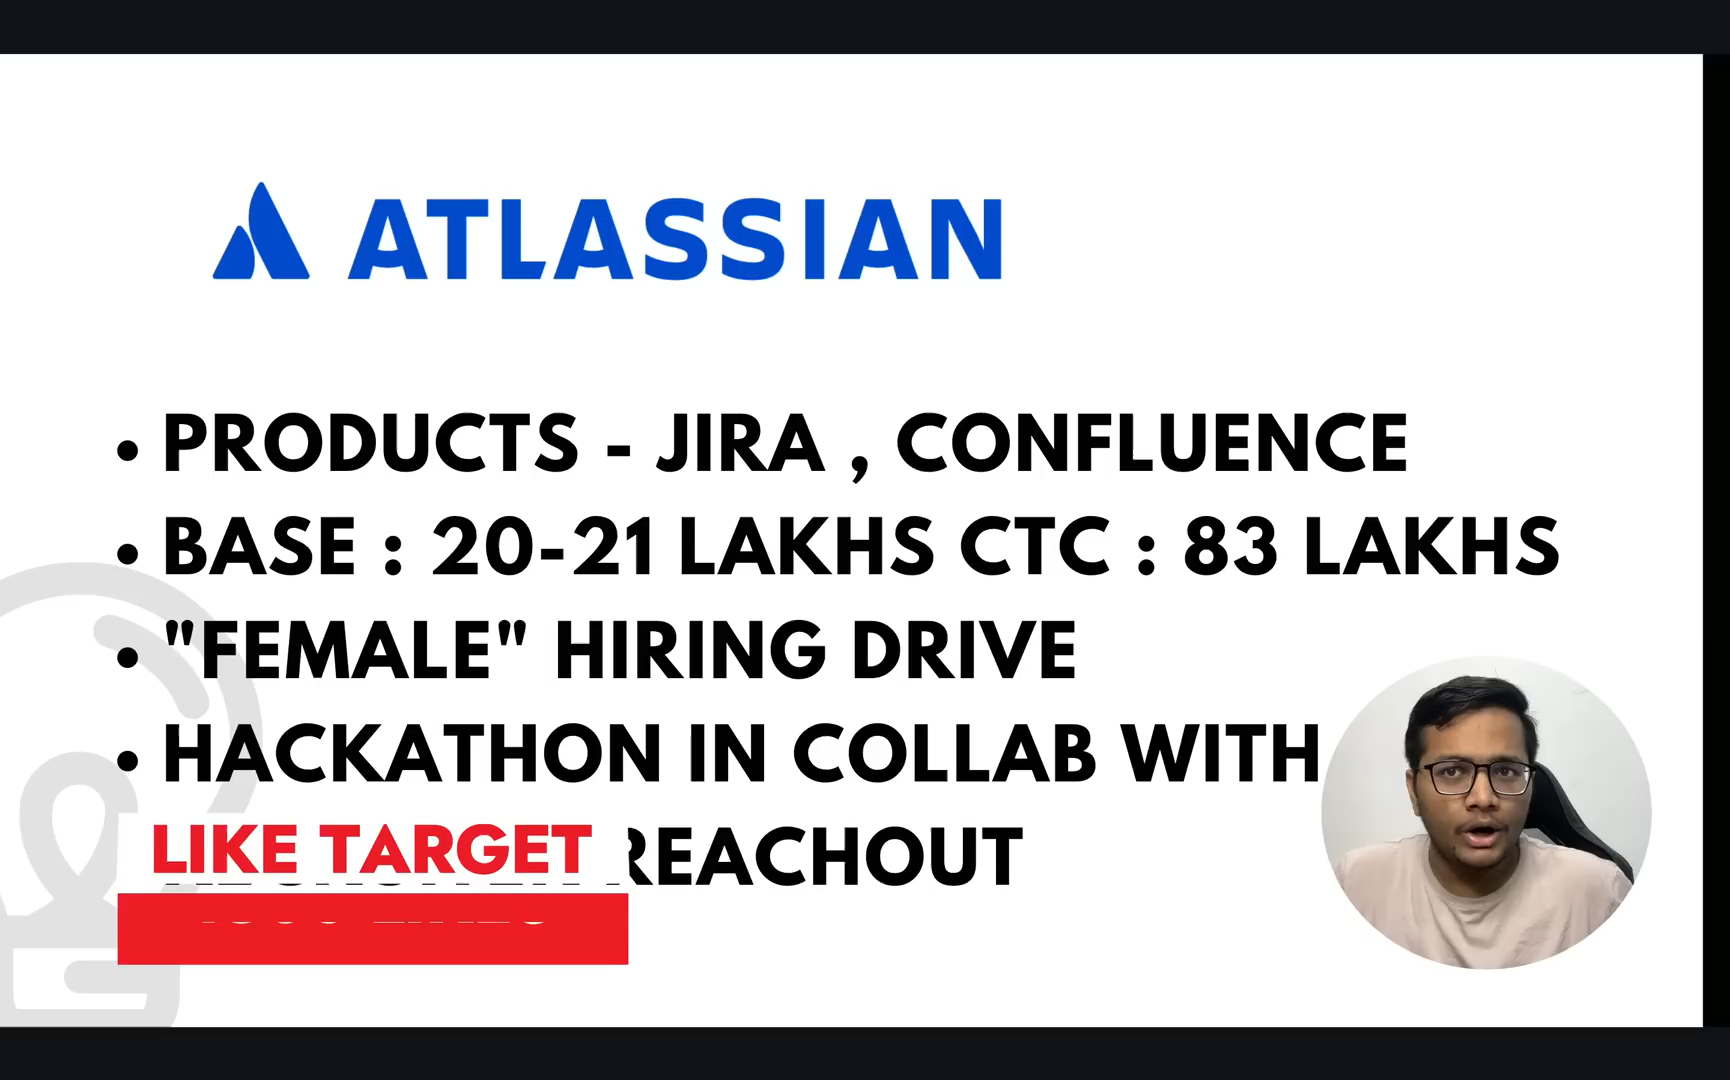 ATLASSIAN
• PRODUCTS - JIRA , CONFLUENCE
• BASE : 20-21 LAKHS CTC : 83 LAKHS
• "FEMALE" HIRING DRIVE
• HACKATHON IN COLLAB WITH
REACHOUT
LIKE TARGET